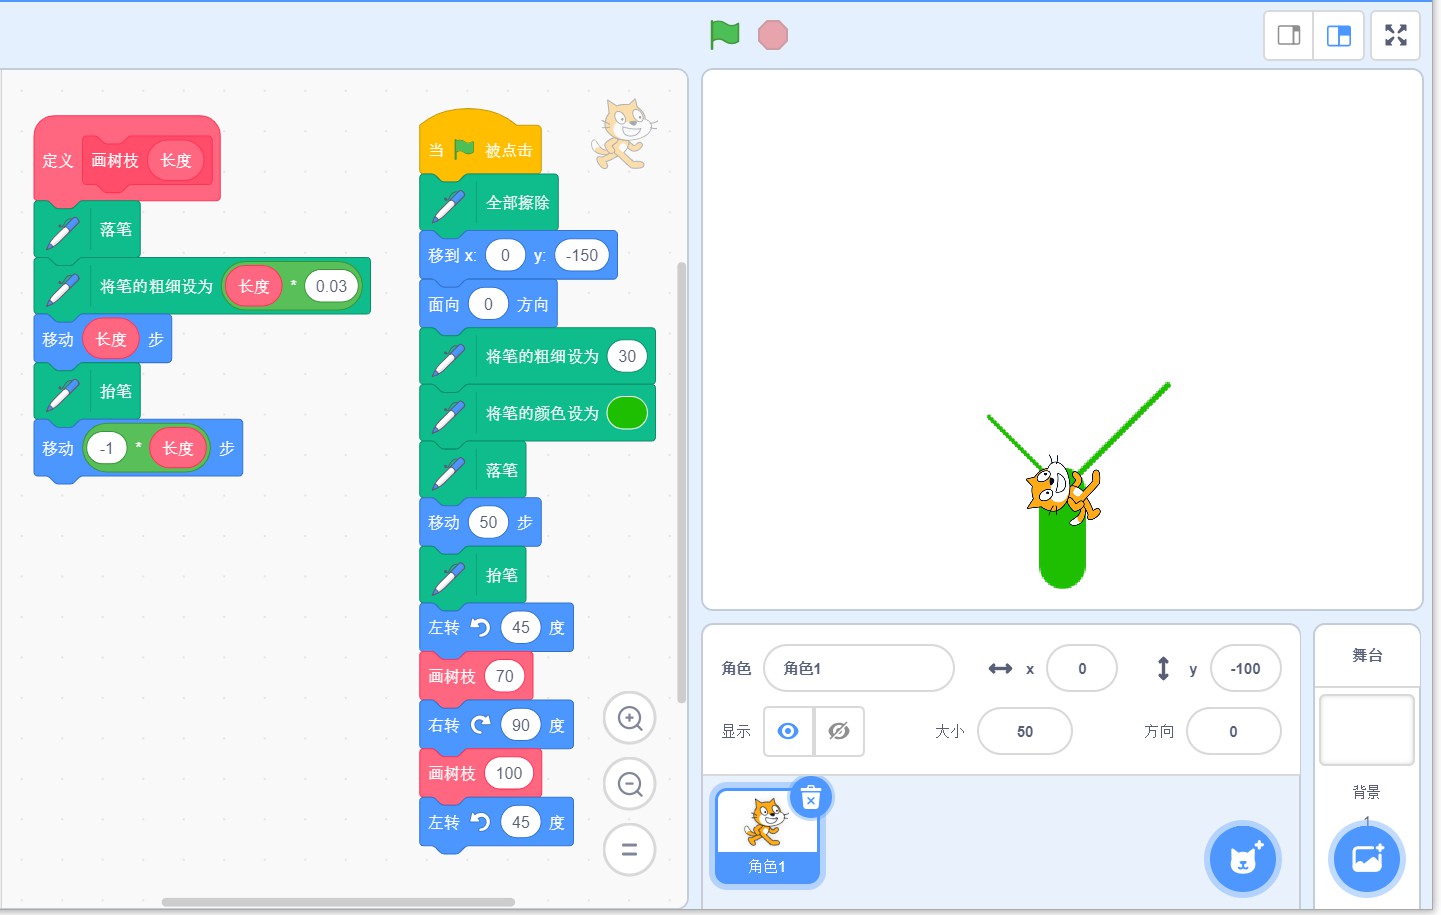 定义 画树枝 长度
落笔
将笔的粗细设为 长度 * 0.03
移动 长度 步
抬笔
移动 -1 * 长度 步
当 被点击
全部擦除
移到 x: 0 y: -150
面向 0 方向
将笔的粗细设为 30
将笔的颜色设为
落笔
移动 50 步
抬笔
左转 45 度
画树枝 70
右转 90 度
画树枝 100
左转 45 度
角色 角色1 x 0 y -100
显示 大小 50 方向 0
角色1
舞台
背景
1